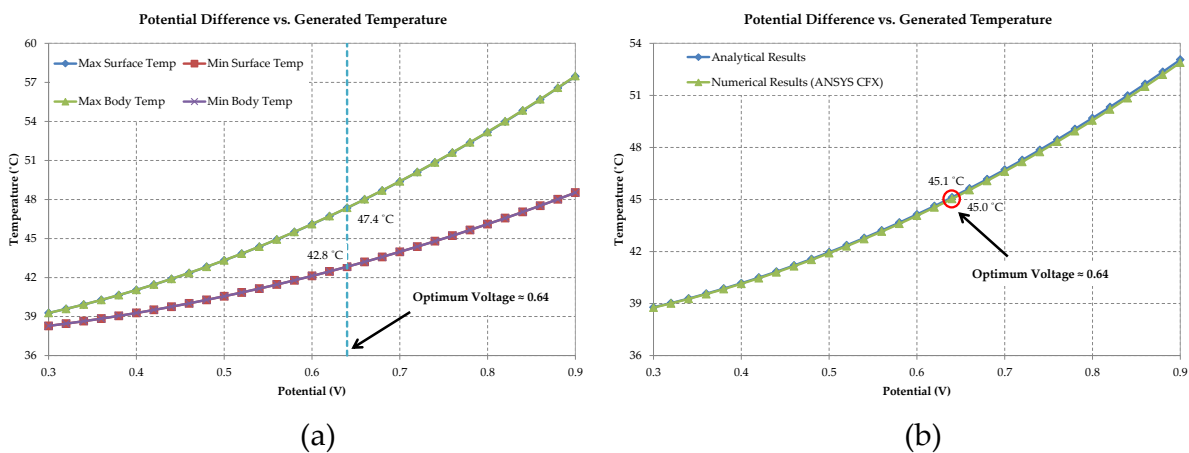 Potential Difference vs. Generated Temperature
Max Surface Temp
Min Surface Temp
Max Body Temp
Min Body Temp
Temperature (˚C)
60
57
54
51
48
45
42
39
36
47.4 ˚C
42.8 ˚C
Optimum Voltage ≈ 0.64
0.3 0.4 0.5 0.6 0.7 0.8 0.9
Potential (V)
(a)
Potential Difference vs. Generated Temperature
Analytical Results
Numerical Results (ANSYS CFX)
Temperature (˚C)
54
51
48
45
42
39
36
45.1 ˚C
45.0 ˚C
Optimum Voltage ≈ 0.64
0.3 0.4 0.5 0.6 0.7 0.8 0.9
Potential (V)
(b)